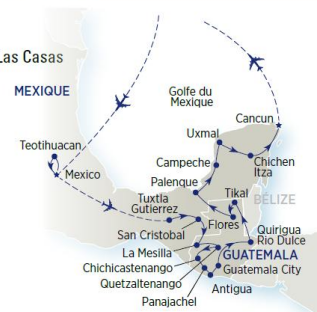 Las Casas
MEXIQUE
Golfe du
Mexique
Cancun
Uxmal
Teotihuacan
Campeche
Chichen
Itza
Mexico
Palenque
Tuxtla
Gutierrez
Tikal
BELIZE
Flores
San Cristobal
Quirigua
Rio Dulce
La Mesilla
GUATEMALA
Chichicastenango
Guatemala City
Quetzaltenango
Antigua
Panajachel